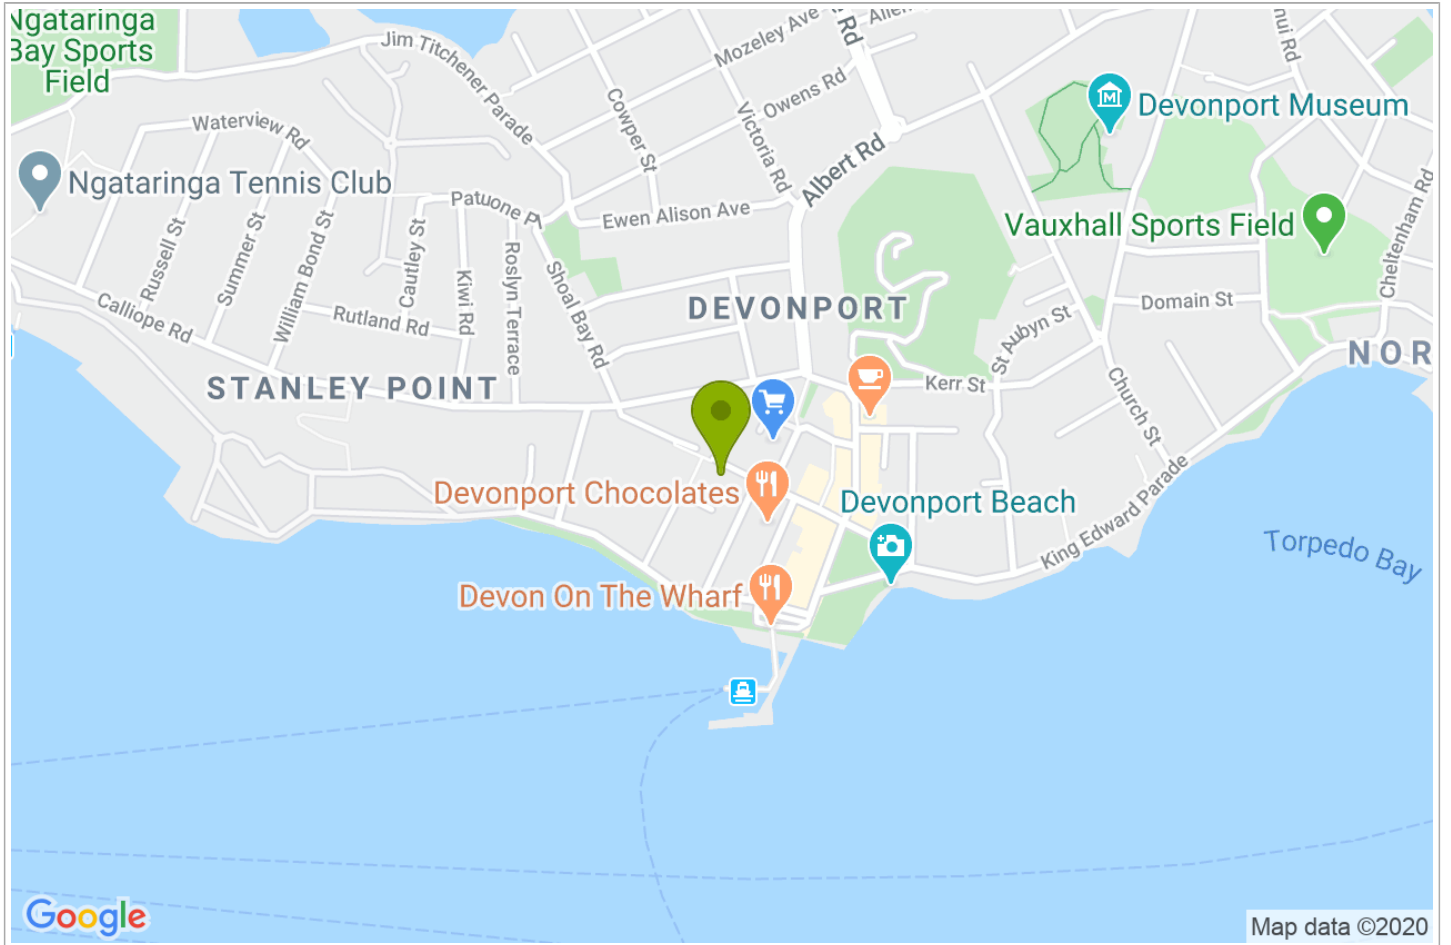 Ngataringa
Bay Sports
Field
Jim Titchener Parade
Mozeley Ave
Rd
Waterview Rd
Cowper St
Victoria Rd
Owens Rd
Albert Rd
Devonport Museum
Ngataringa Tennis Club
Patuone Pl
Ewen Alison Ave
Vauxhall Sports Field
Cheltenham Rd
Russell St
Summer St
William Bond St
Cautley St
Kiwi Rd
Roslyn Terrace
Shoal Bay Rd
Calliope Rd
Rutland Rd
DEVONPORT
Domain St
St Aubyn St
NOR
STANLEY POINT
Kerr St
Church St
Devonport Chocolates
Devonport Beach
King Edward Parade
Torpedo Bay
Devon On The Wharf
Google
Map data ©2020